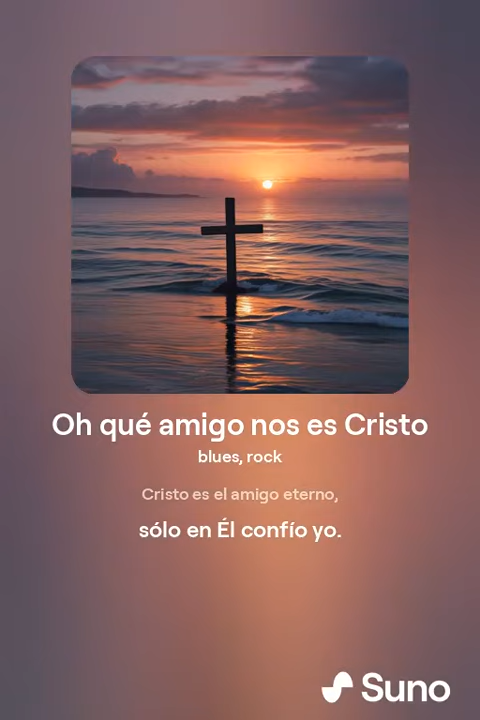 Oh qué amigo nos es Cristo
blues, rock
Cristo es el amigo eterno,
sólo en Él confío yo.
Suno